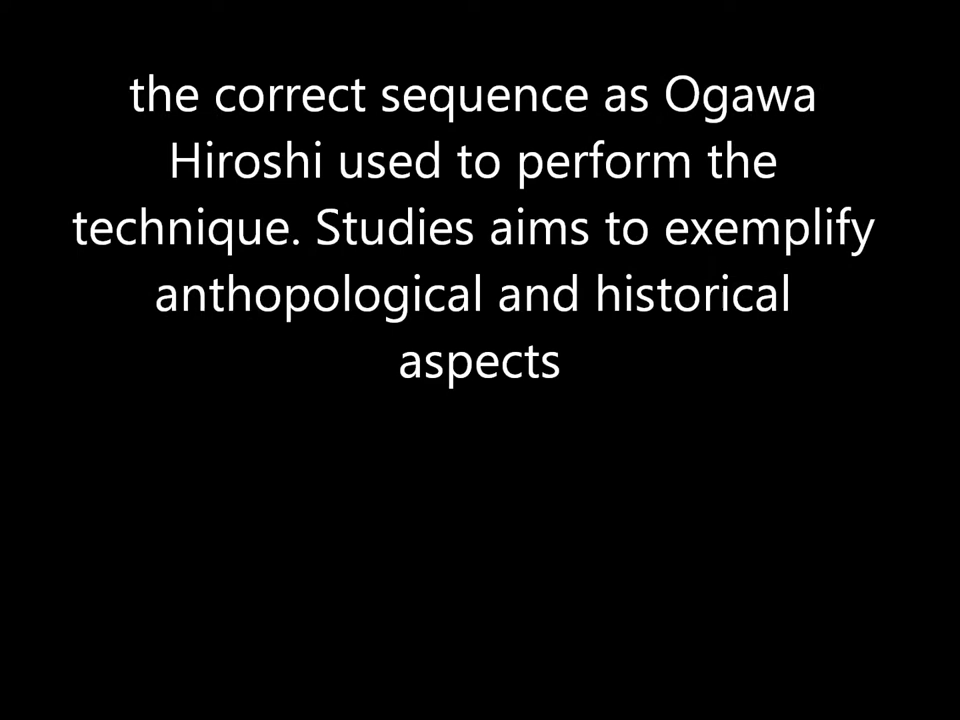 the correct sequence as Ogawa
Hiroshi used to perform the
technique. Studies aims to exemplify
anthopological and historical
aspects